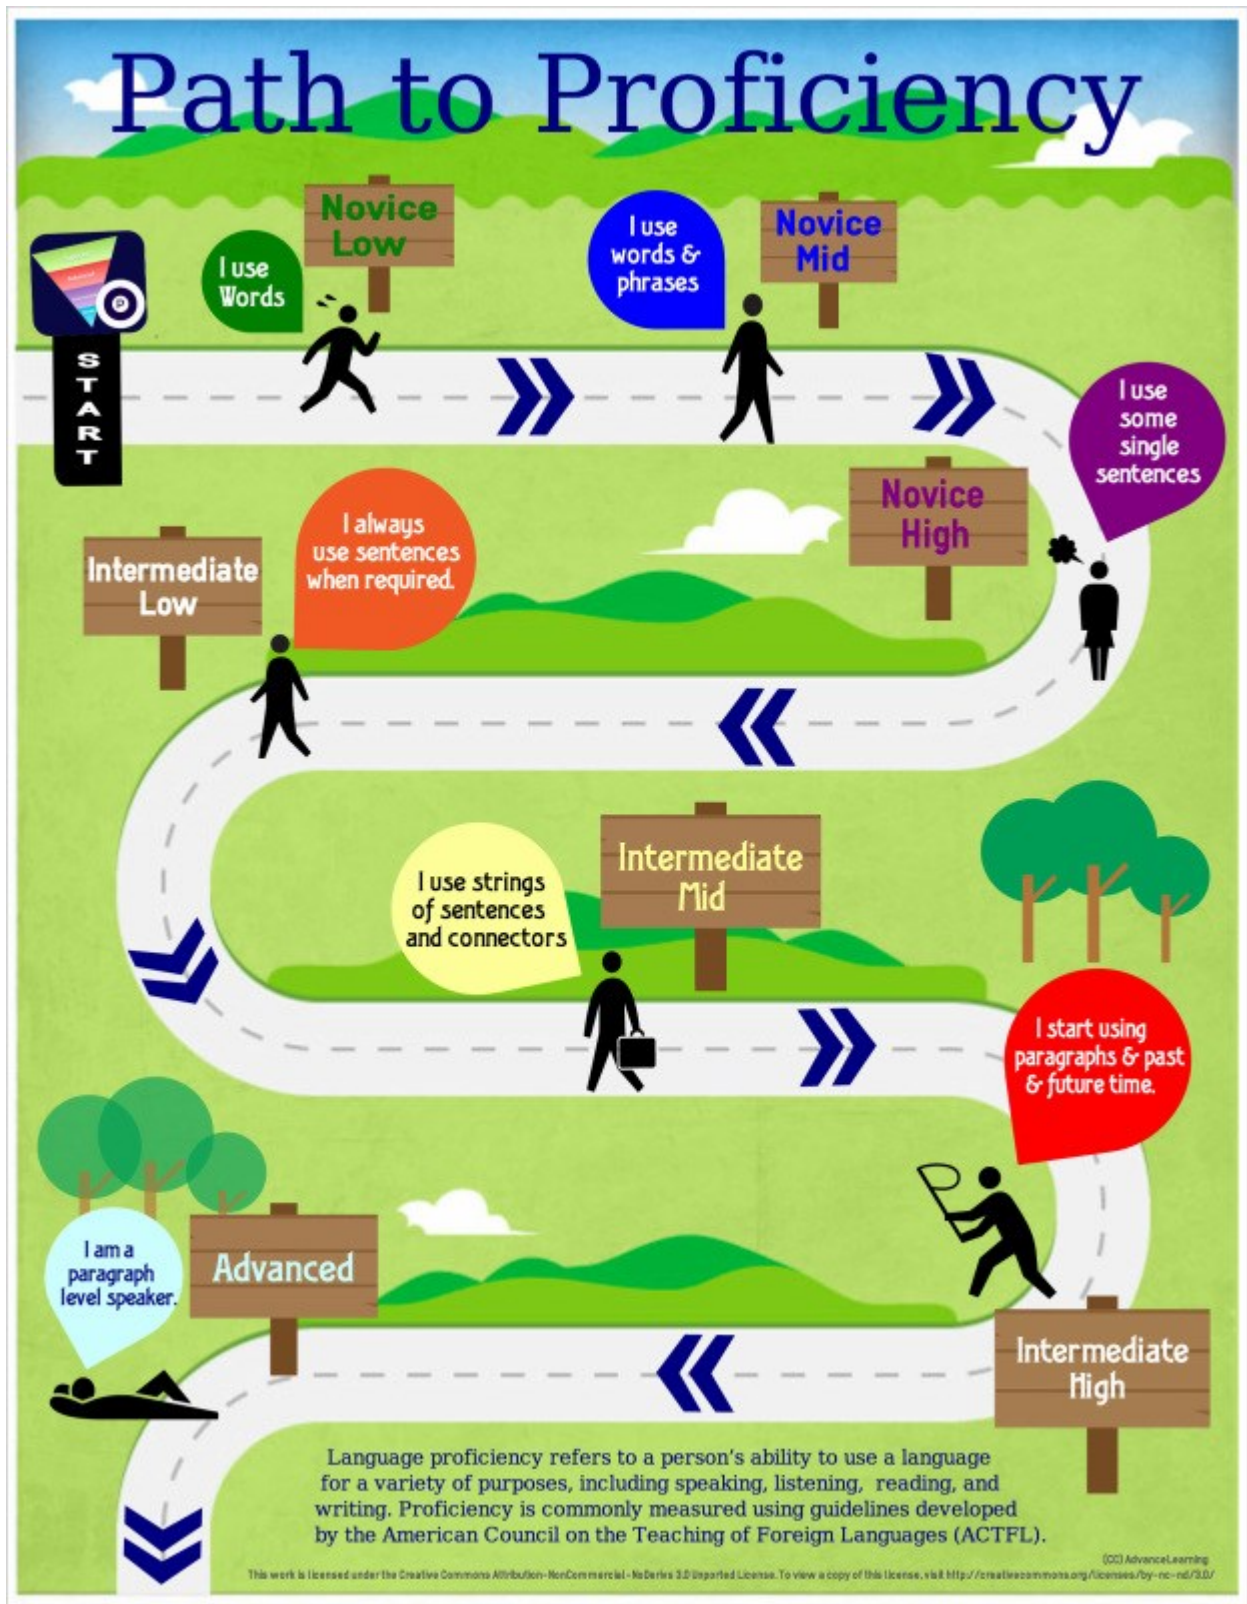 Path to Proficiency
Novice
Low
I use
Words
I use
words &
phrases
Novice
Mid
START
I use
some
single
sentences
Novice
High
I always
use sentences
when required.
Intermediate
Low
I use strings
of sentences
and connectors
Intermediate
Mid
I start using
paragraphs & past
& future time.
Intermediate
High
I am a
paragraph
level speaker.
Advanced
Language proficiency refers to a person's ability to use a language
for a variety of purposes, including speaking, listening, reading, and
writing. Proficiency is commonly measured using guidelines developed
by the American Council on the Teaching of Foreign Languages (ACTFL).
(CC) AdvanceLearning
This work is licensed under the Creative Commons Attribution-NonCommercial-NoDerivs 3.0 Unported License. To view a copy of this license, visit http://creativecommons.org/licenses/by-nc-nd/3.0/